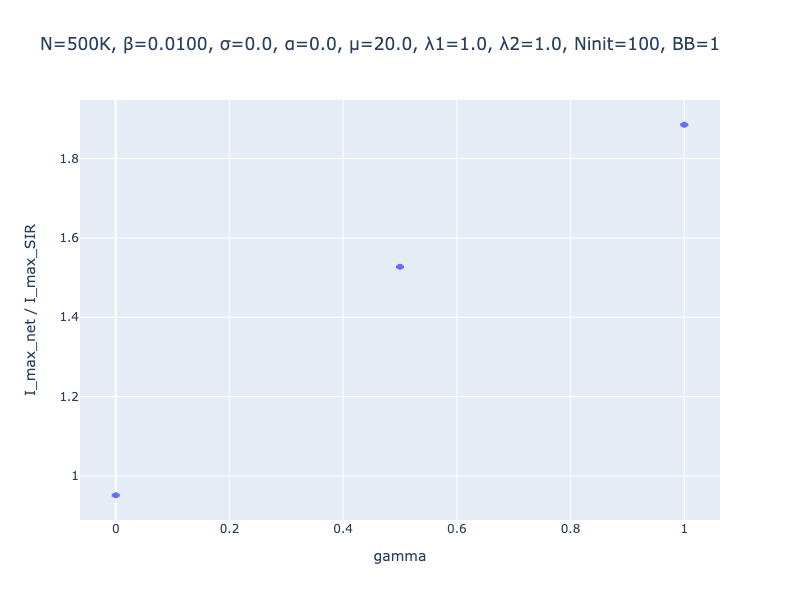 N=500K, β=0.0100, σ=0.0, α=0.0, μ=20.0, λ1=1.0, λ2=1.0, Ninit=100, BB=1
I_max_net / I_max_SIR
1.8
1.6
1.4
1.2
1
0 0.2 0.4 0.6 0.8 1
gamma